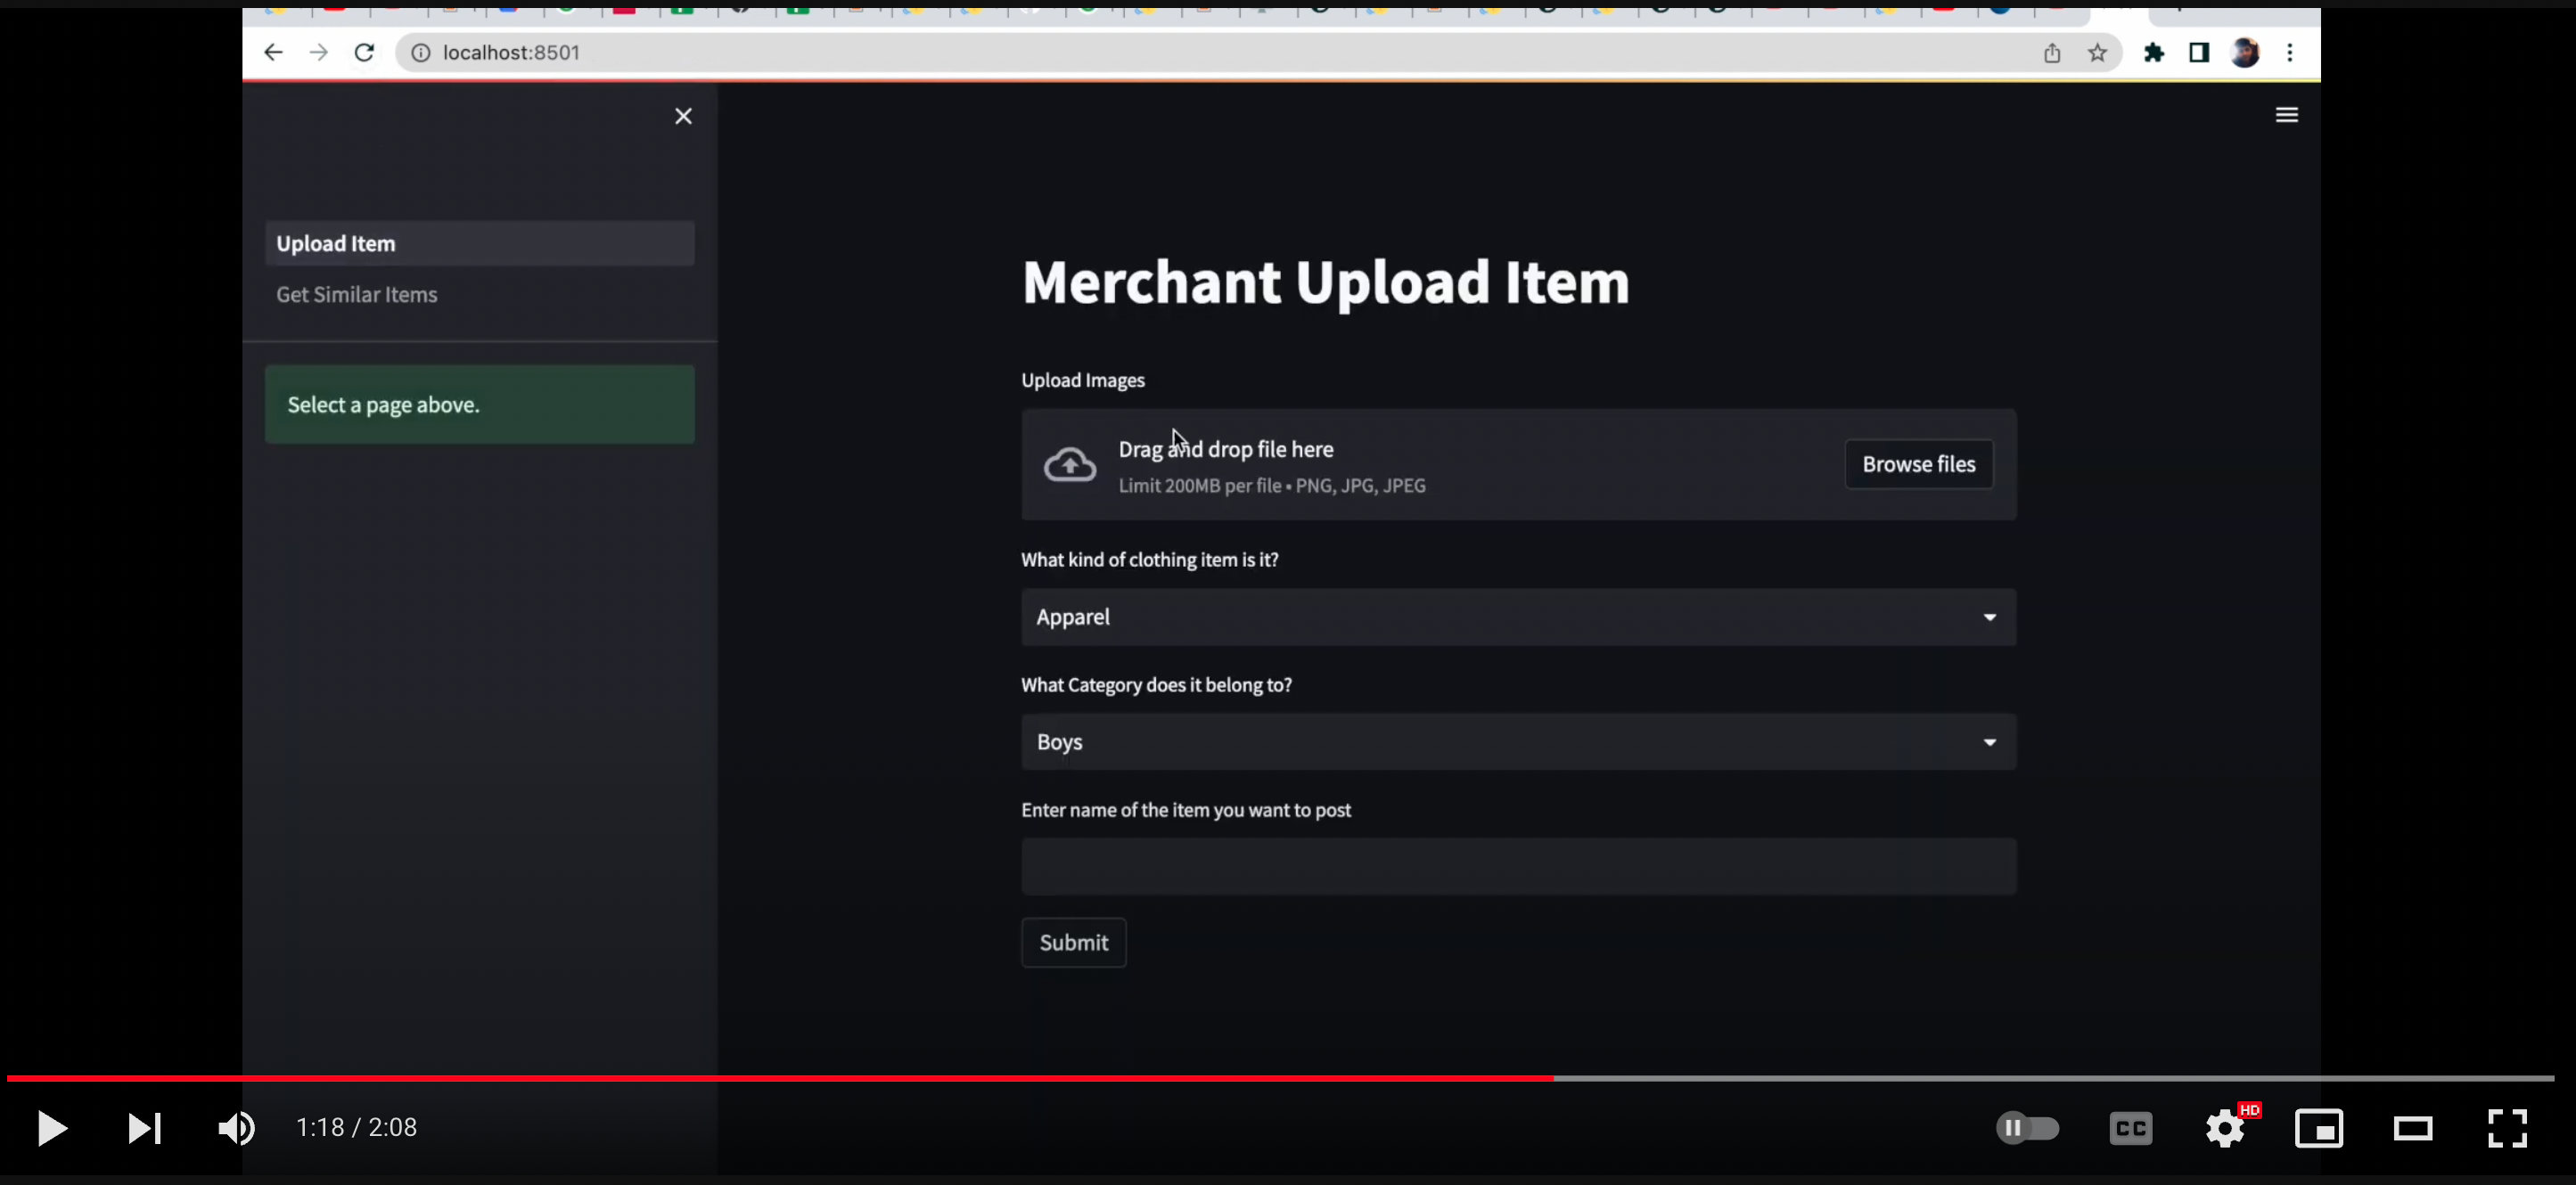 localhost:8501
Upload Item
Get Similar Items
Select a page above.
Merchant Upload Item
Upload Images
Drag and drop file here
Limit 200MB per file • PNG, JPG, JPEG
Browse files
What kind of clothing item is it?
Apparel
What Category does it belong to?
Boys
Enter name of the item you want to post
Submit
1:18 / 2:08
CC
HD